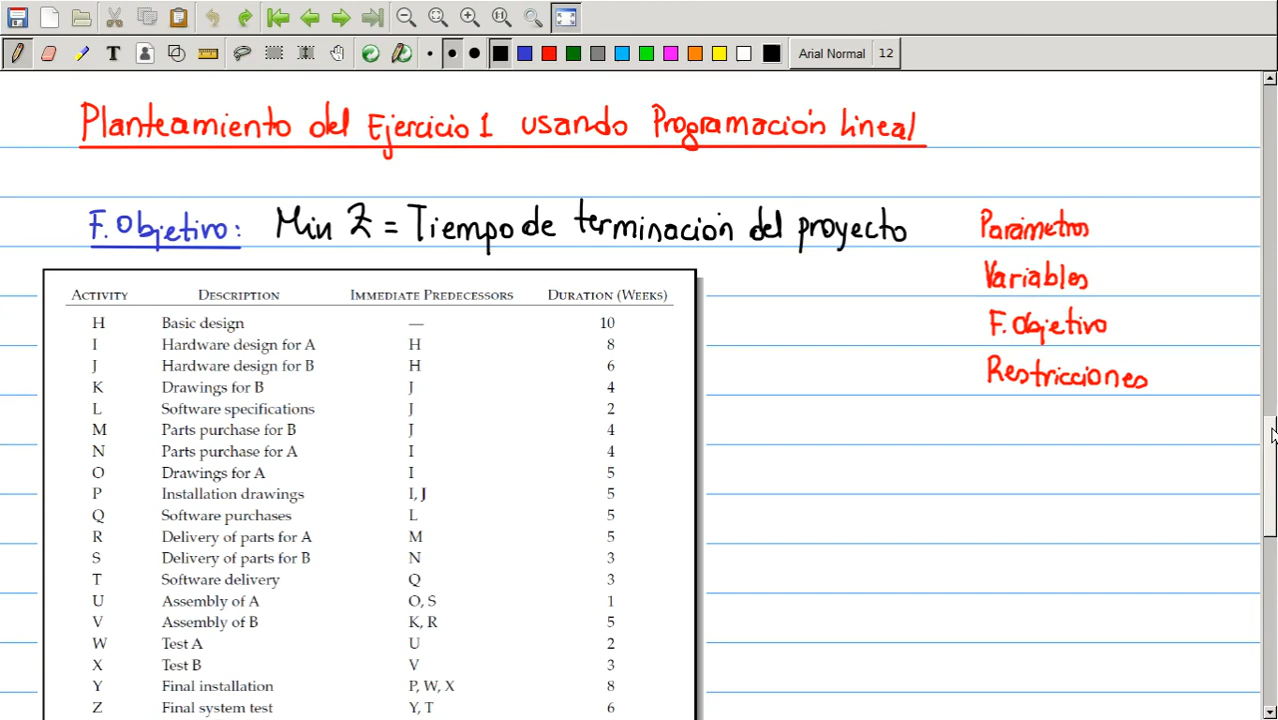 Arial Normal 12
Planteamiento del Ejercicio 1 usando Programación Lineal
F. Objetivo: Min Z = Tiempo de terminación del proyecto
Parámetros
Variables
F. Objetivo
Restricciones
ACTIVITY DESCRIPTION IMMEDIATE PREDECESSORS DURATION (WEEKS)
H Basic design — 10
I Hardware design for A H 8
J Hardware design for B H 6
K Drawings for B J 4
L Software specifications J 2
M Parts purchase for B J 4
N Parts purchase for A I 4
O Drawings for A I 5
P Installation drawings I, J 5
Q Software purchases L 5
R Delivery of parts for A M 5
S Delivery of parts for B N 3
T Software delivery Q 3
U Assembly of A O, S 1
V Assembly of B K, R 5
W Test A U 2
X Test B V 3
Y Final installation P, W, X 8
Z Final system test Y, T 6